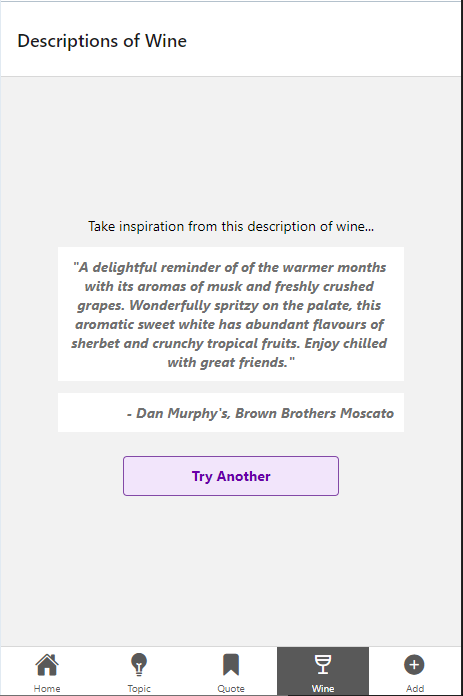 Descriptions of Wine
Take inspiration from this description of wine...
"A delightful reminder of of the warmer months
with its aromas of musk and freshly crushed
grapes. Wonderfully spritzy on the palate, this
aromatic sweet white has abundant flavours of
sherbet and crunchy tropical fruits. Enjoy chilled
with great friends."
- Dan Murphy's, Brown Brothers Moscato
Try Another
Home Topic Quote Wine Add